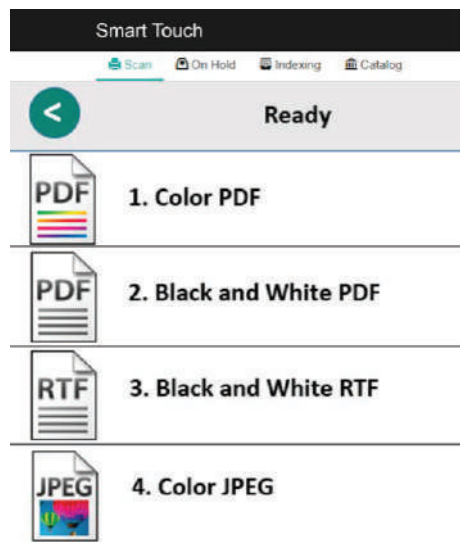 Smart Touch
Scan On Hold Indexing Catalog
< Ready
PDF 1. Color PDF
PDF 2. Black and White PDF
RTF 3. Black and White RTF
JPEG 4. Color JPEG